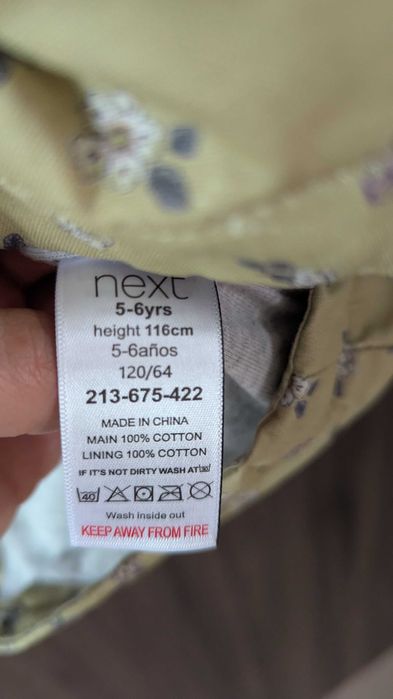 next
5-6yrs
height 116cm
5-6años
120/64
213-675-422
MADE IN CHINA
MAIN 100% COTTON
LINING 100% COTTON
IF IT'S NOT DIRTY WASH AT 30
40
Wash inside out
KEEP AWAY FROM FIRE